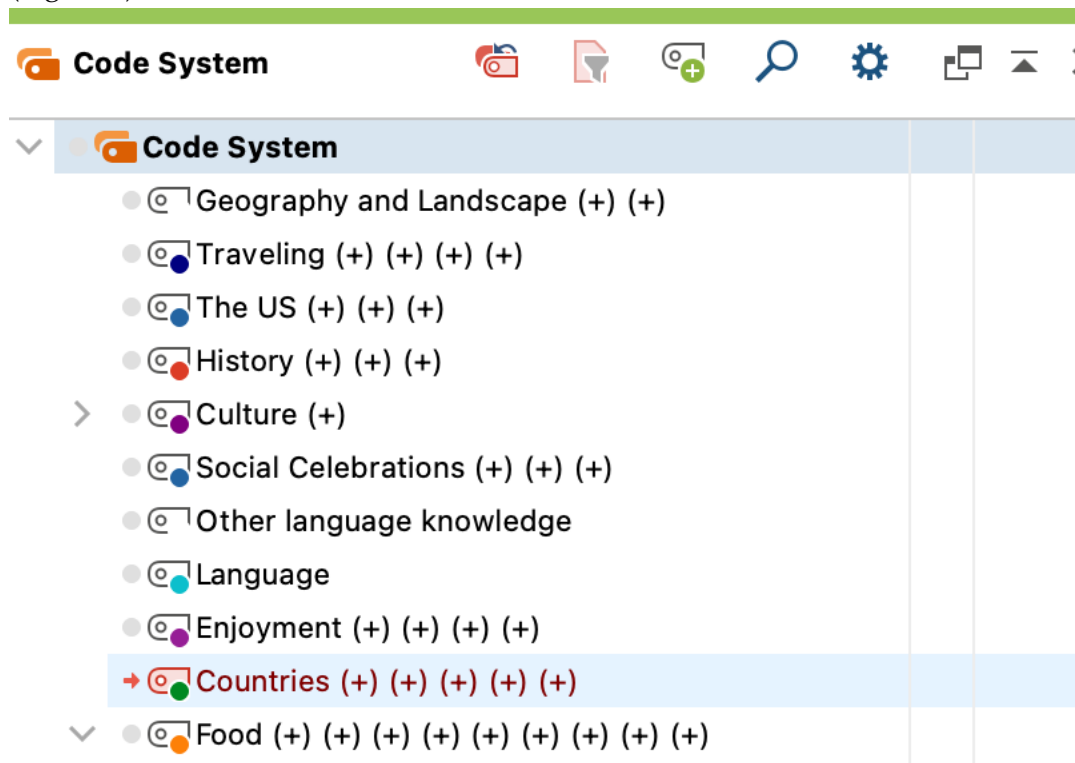 Code System
Code System
Geography and Landscape (+) (+)
Traveling (+) (+) (+) (+)
The US (+) (+) (+)
History (+) (+) (+)
Culture (+)
Social Celebrations (+) (+) (+)
Other language knowledge
Language
Enjoyment (+) (+) (+) (+)
Countries (+) (+) (+) (+) (+)
Food (+) (+) (+) (+) (+) (+) (+) (+) (+)